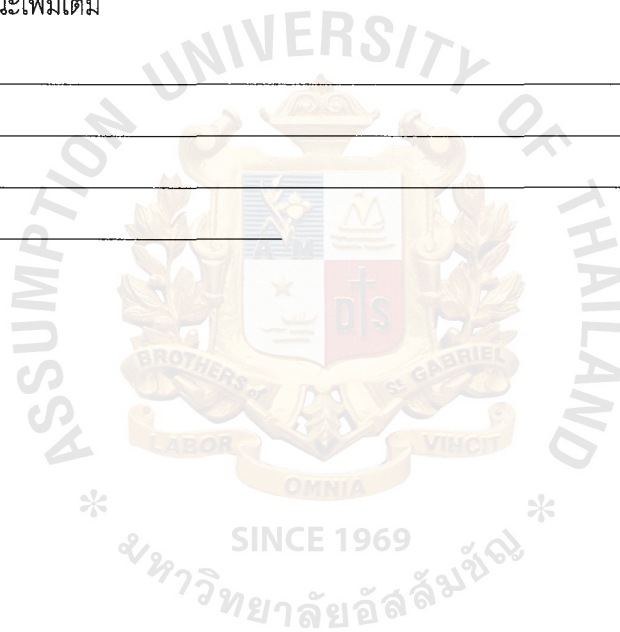 นะเพิ่มเติม
ASSUMPTION UNIVERSITY OF THAILAND
A M
D S
BROTHERS of St GABRIEL
LABOR OMNIA VINCIT
SINCE 1969
มหาวิทยาลัยอัสสัมชัญ